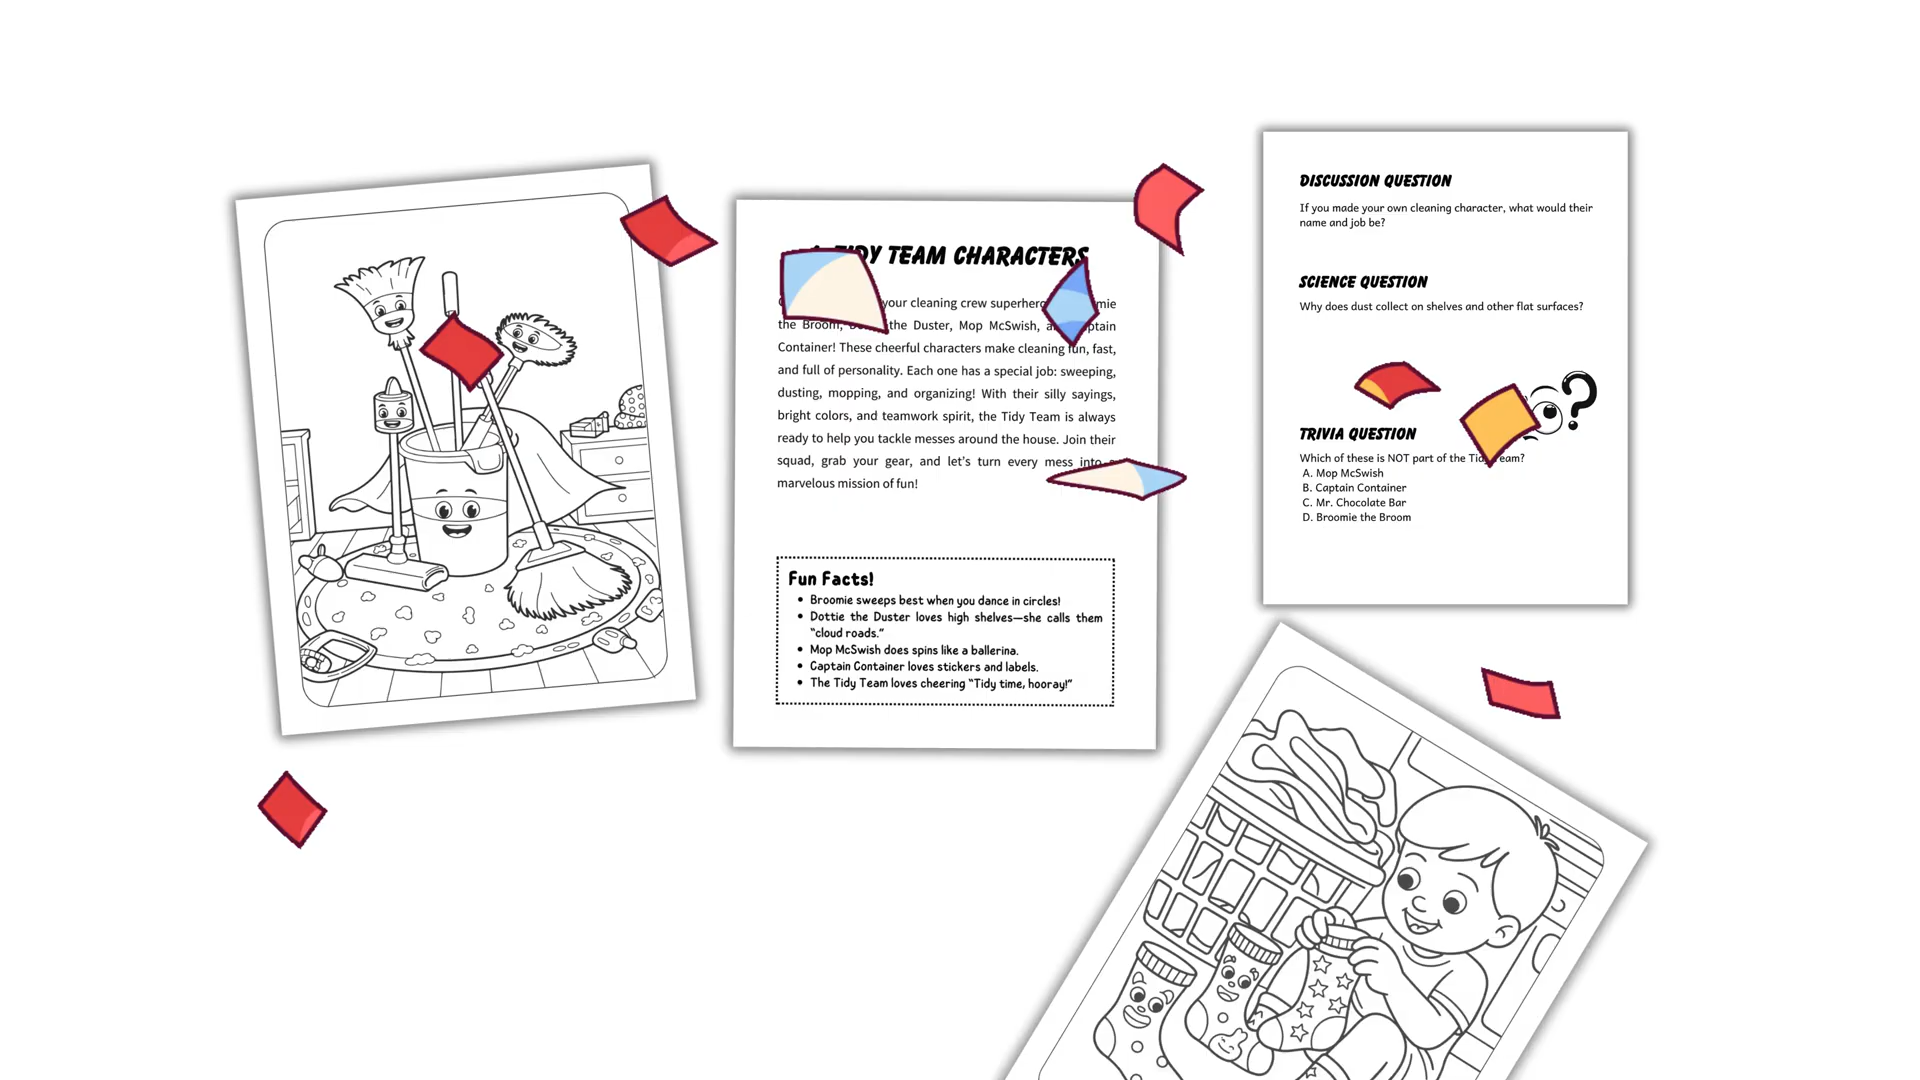 TIDY TEAM CHARACTERS
your cleaning crew
the Broom, the Duster, Mop McSwish,
Container! These cheerful characters make cleaning fun, fast,
and full of personality. Each one has a special job: sweeping,
dusting, mopping, and organizing! With their silly sayings,
bright colors, and teamwork spirit, the Tidy Team is always
ready to help you tackle messes around the house. Join their
squad, grab your gear, and let’s turn every mess into
marvelous mission of fun!
Fun Facts!
• Broomie sweeps best when you dance in circles!
• Dottie the Duster loves high shelves—she calls them
“cloud roads.”
• Mop McSwish does spins like a ballerina.
• Captain Container loves stickers and labels.
• The Tidy Team loves cheering “Tidy time, hooray!”
DISCUSSION QUESTION
If you made your own cleaning character, what would their
name and job be?
SCIENCE QUESTION
Why does dust collect on shelves and other flat surfaces?
?
TRIVIA QUESTION
Which of these is NOT part of the Tidy Team?
A. Mop McSwish
B. Captain Container
C. Mr. Chocolate Bar
D. Broomie the Broom